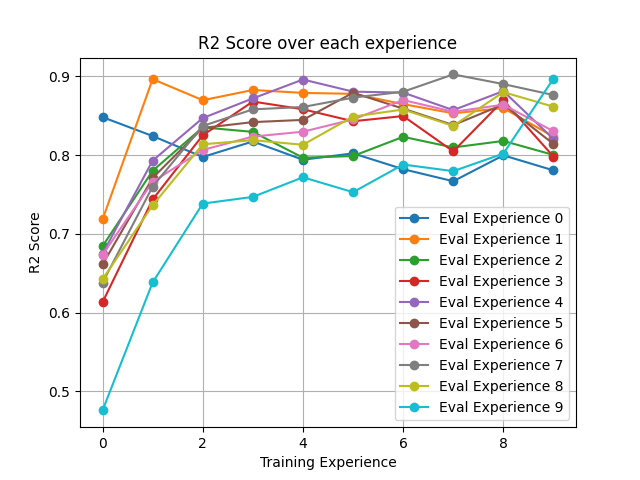 R2 Score over each experience
0.9
0.8
0.7
0.6
0.5
R2 Score
0
2
4
6
8
Training Experience
Eval Experience 0
Eval Experience 1
Eval Experience 2
Eval Experience 3
Eval Experience 4
Eval Experience 5
Eval Experience 6
Eval Experience 7
Eval Experience 8
Eval Experience 9